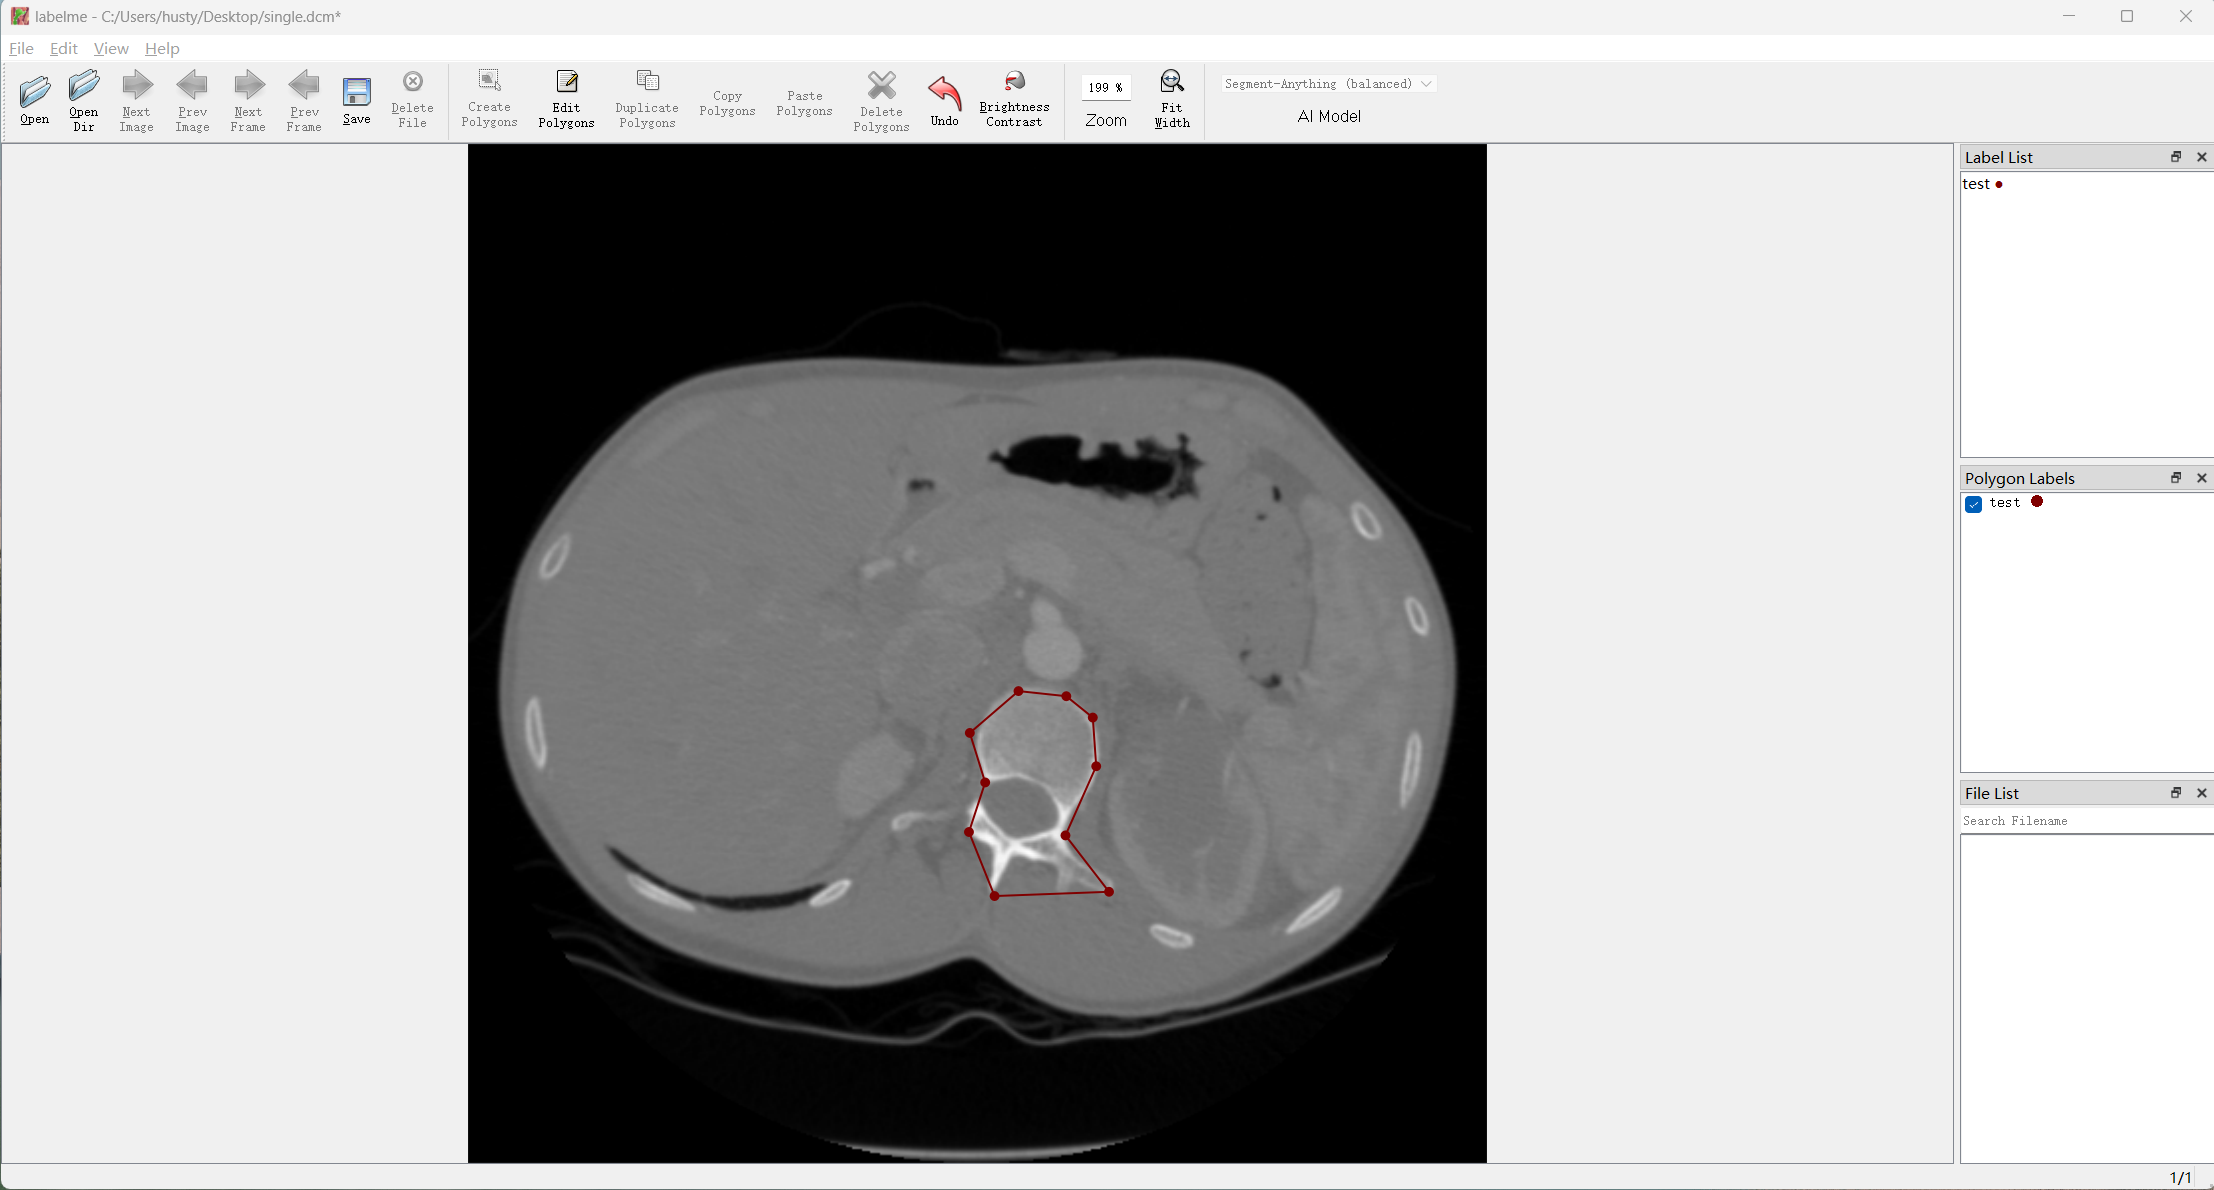 labelme - C:/Users/husty/Desktop/single.dcm*
File Edit View Help
Open
Open Dir
Next Image
Prev Image
Next Frame
Prev Frame
Save
Delete File
Create Polygons
Edit Polygons
Duplicate Polygons
Copy Polygons
Paste Polygons
Delete Polygons
Undo
Brightness Contrast
199 %
Zoom
Fit Width
Segment-Anything (balanced)
AI Model
Label List
test
Polygon Labels
test
File List
Search Filename
1/1